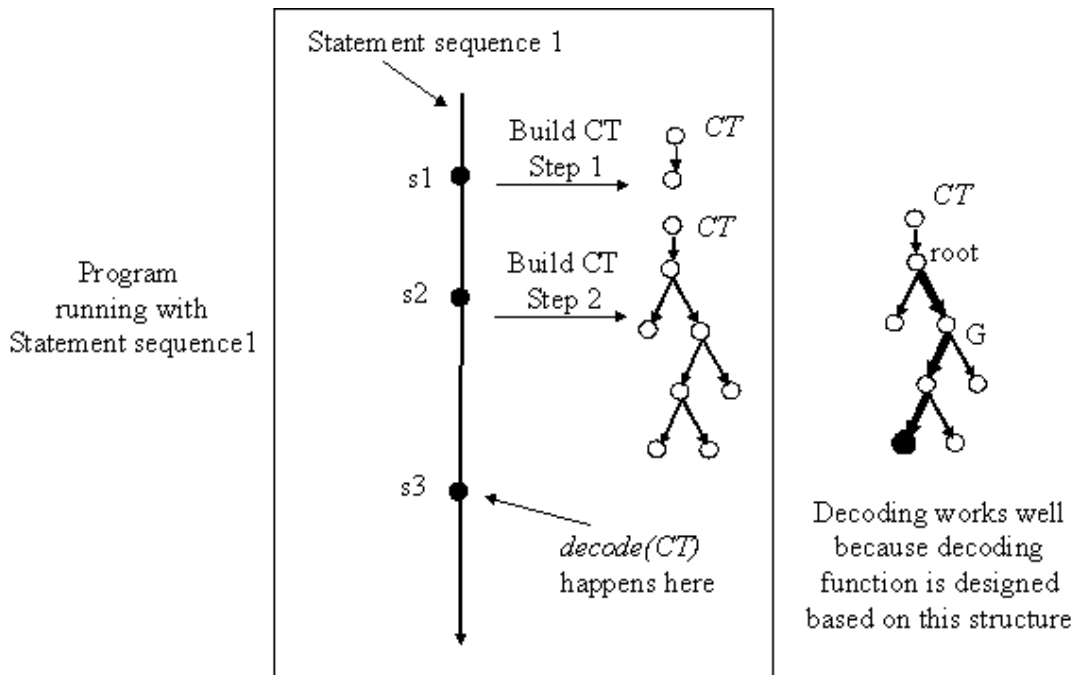 Statement sequence 1
Build CT
Step 1
CT
s1
CT
Build CT
Step 2
s2
Program
running with
Statement sequence1
CT
root
G
s3
decode(CT)
happens here
Decoding works well
because decoding
function is designed
based on this structure